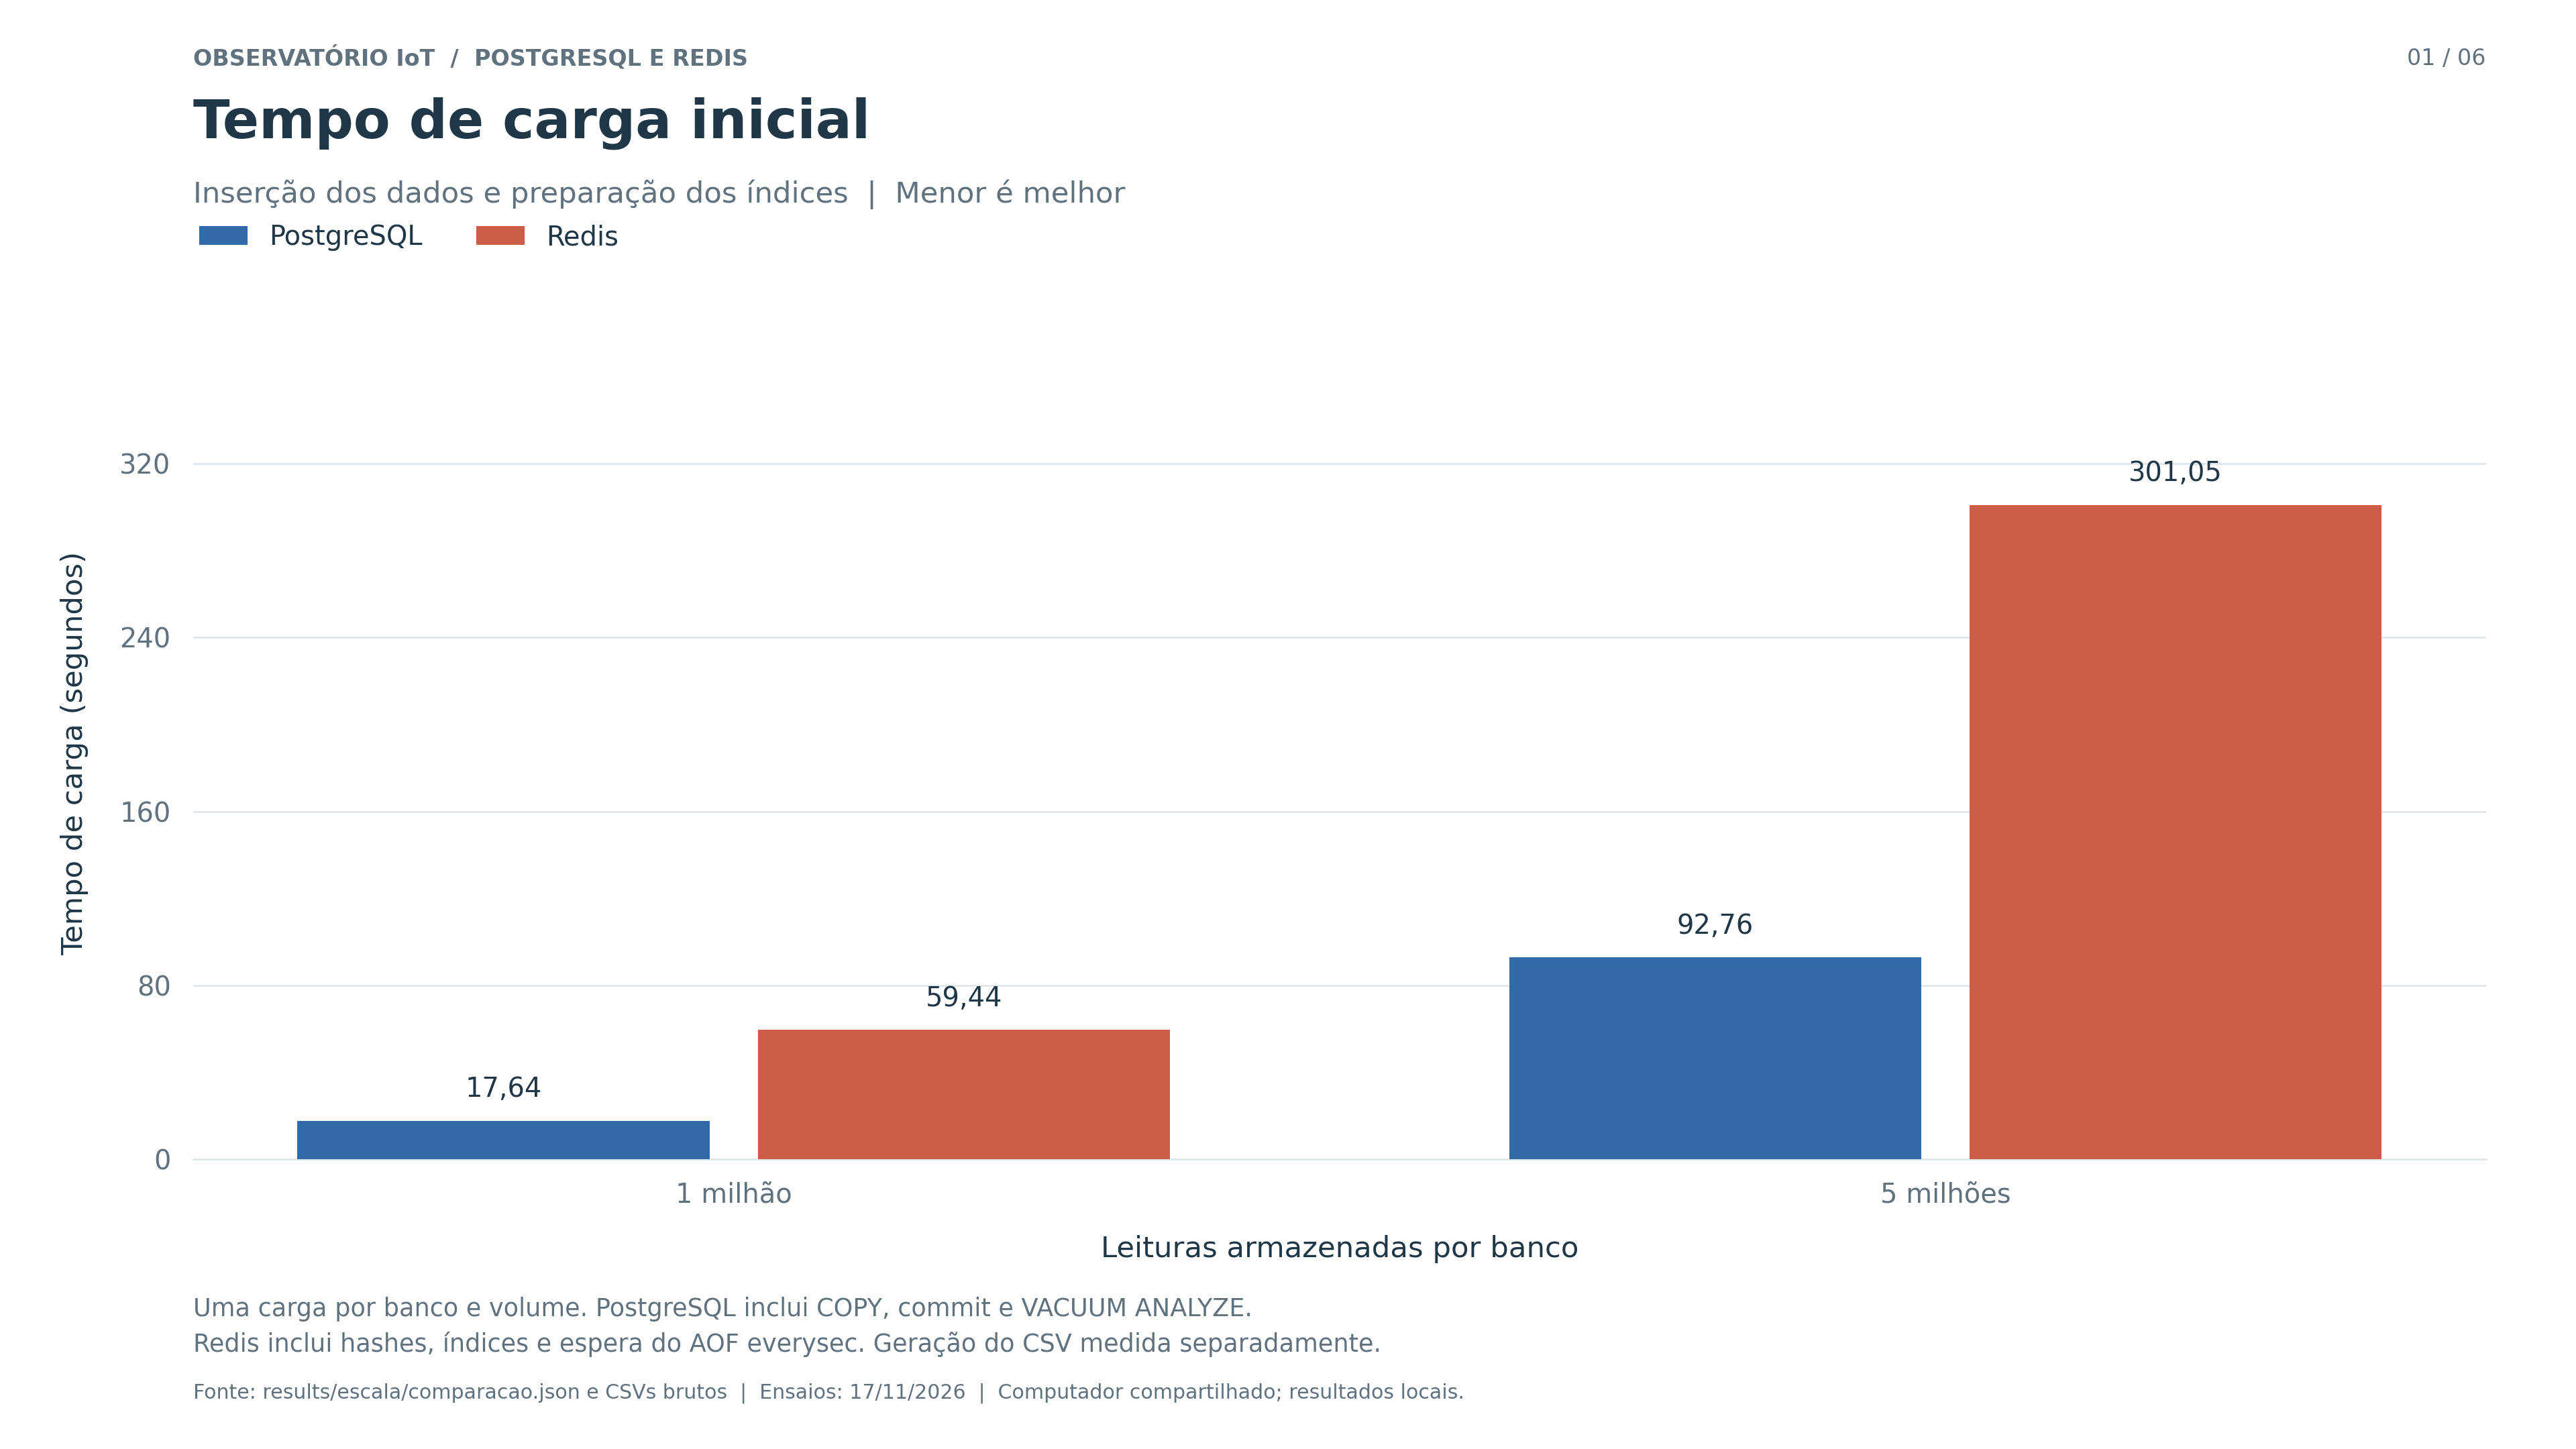 OBSERVATÓRIO IoT / POSTGRESQL E REDIS
01 / 06
Tempo de carga inicial
Inserção dos dados e preparação dos índices | Menor é melhor
PostgreSQL
Redis
Tempo de carga (segundos)
320
240
160
80
0
17,64
59,44
92,76
301,05
1 milhão
5 milhões
Leituras armazenadas por banco
Uma carga por banco e volume. PostgreSQL inclui COPY, commit e VACUUM ANALYZE.
Redis inclui hashes, índices e espera do AOF everysec. Geração do CSV medida separadamente.
Fonte: results/escala/comparacao.json e CSVs brutos | Ensaios: 17/11/2026 | Computador compartilhado; resultados locais.